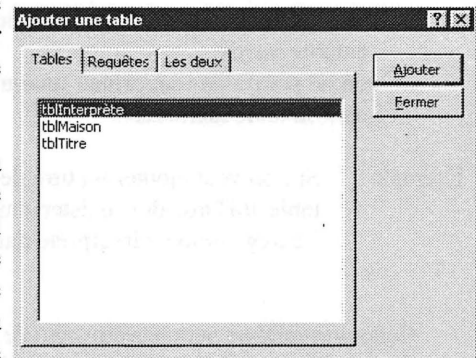 Ajouter une table
Tables Requêtes Les deux
Ajouter
Fermer
tblInterprète
tblMaison
tblTitre